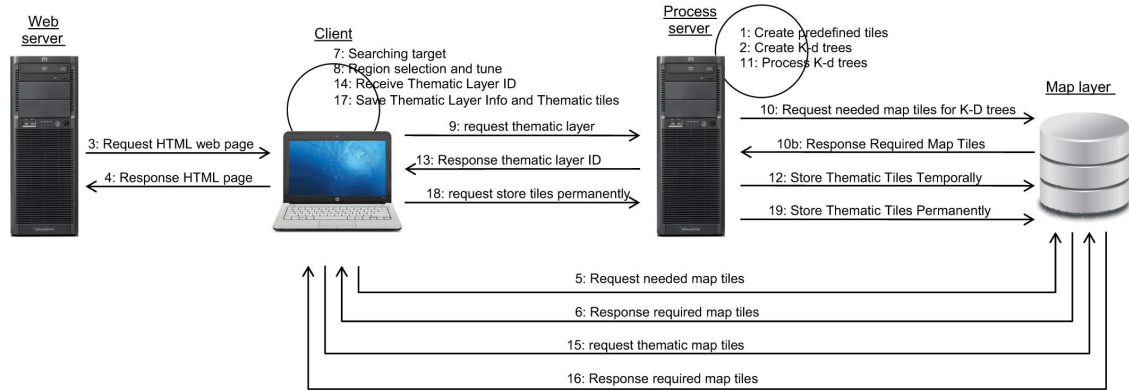 Web
server
Client
7: Searching target
8: Region selection and tune
14: Receive Thematic Layer ID
17: Save Thematic Layer Info and Thematic tiles
Process
server
1: Create predefined tiles
2: Create K-d trees
11: Process K-d trees
Map layer
3: Request HTML web page
4: Response HTML page
9: request thematic layer
13: Response thematic layer ID
18: request store tiles permanently
10: Request needed map tiles for K-D trees
10b: Response Required Map Tiles
12: Store Thematic Tiles Temporally
19: Store Thematic Tiles Permanently
5: Request needed map tiles
6: Response required map tiles
15: request thematic map tiles
16: Response required map tiles